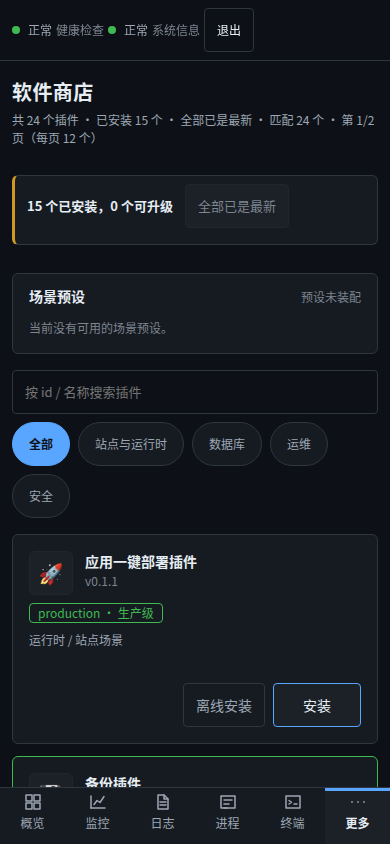 正常 健康检查 正常 系统信息 退出
软件商店
共 24 个插件 · 已安装 15 个 · 全部已是最新 · 匹配 24 个 · 第 1/2
页（每页 12 个）
15 个已安装，0 个可升级 全部已是最新
场景预设 预设未装配
当前没有可用的场景预设。
按 id / 名称搜索插件
全部 站点与运行时 数据库 运维
安全
应用一键部署插件
v0.1.1
production · 生产级
运行时 / 站点场景
离线安装 安装
备份插件
概览 监控 日志 进程 终端 更多